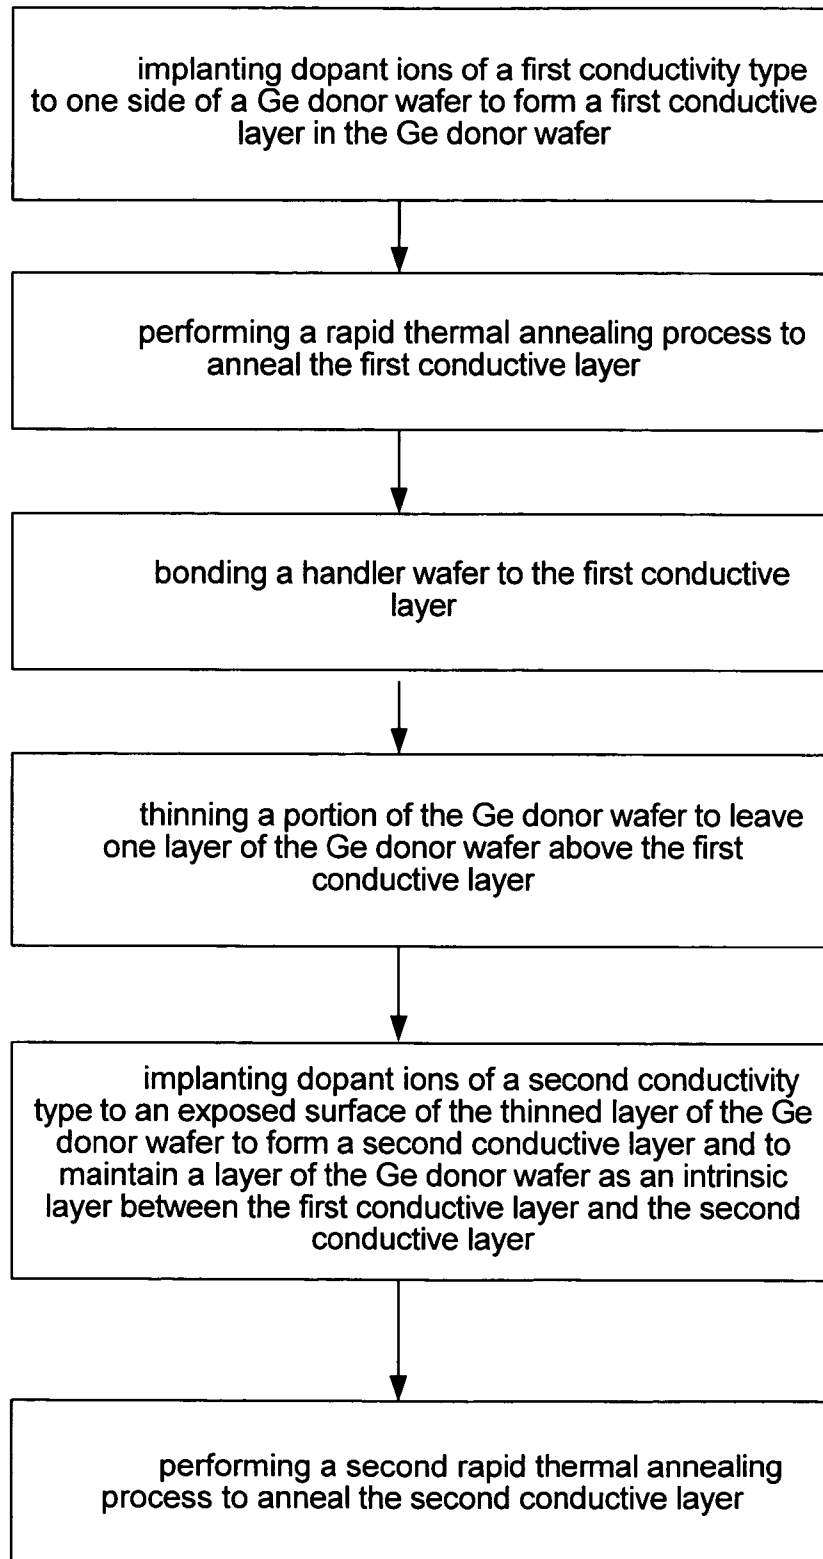 implanting dopant ions of a first conductivity type
to one side of a Ge donor wafer to form a first conductive
layer in the Ge donor wafer
performing a rapid thermal annealing process to
anneal the first conductive layer
bonding a handler wafer to the first conductive
layer
thinning a portion of the Ge donor wafer to leave
one layer of the Ge donor wafer above the first
conductive layer
implanting dopant ions of a second conductivity
type to an exposed surface of the thinned layer of the Ge
donor wafer to form a second conductive layer and to
maintain a layer of the Ge donor wafer as an intrinsic
layer between the first conductive layer and the second
conductive layer
performing a second rapid thermal annealing
process to anneal the second conductive layer